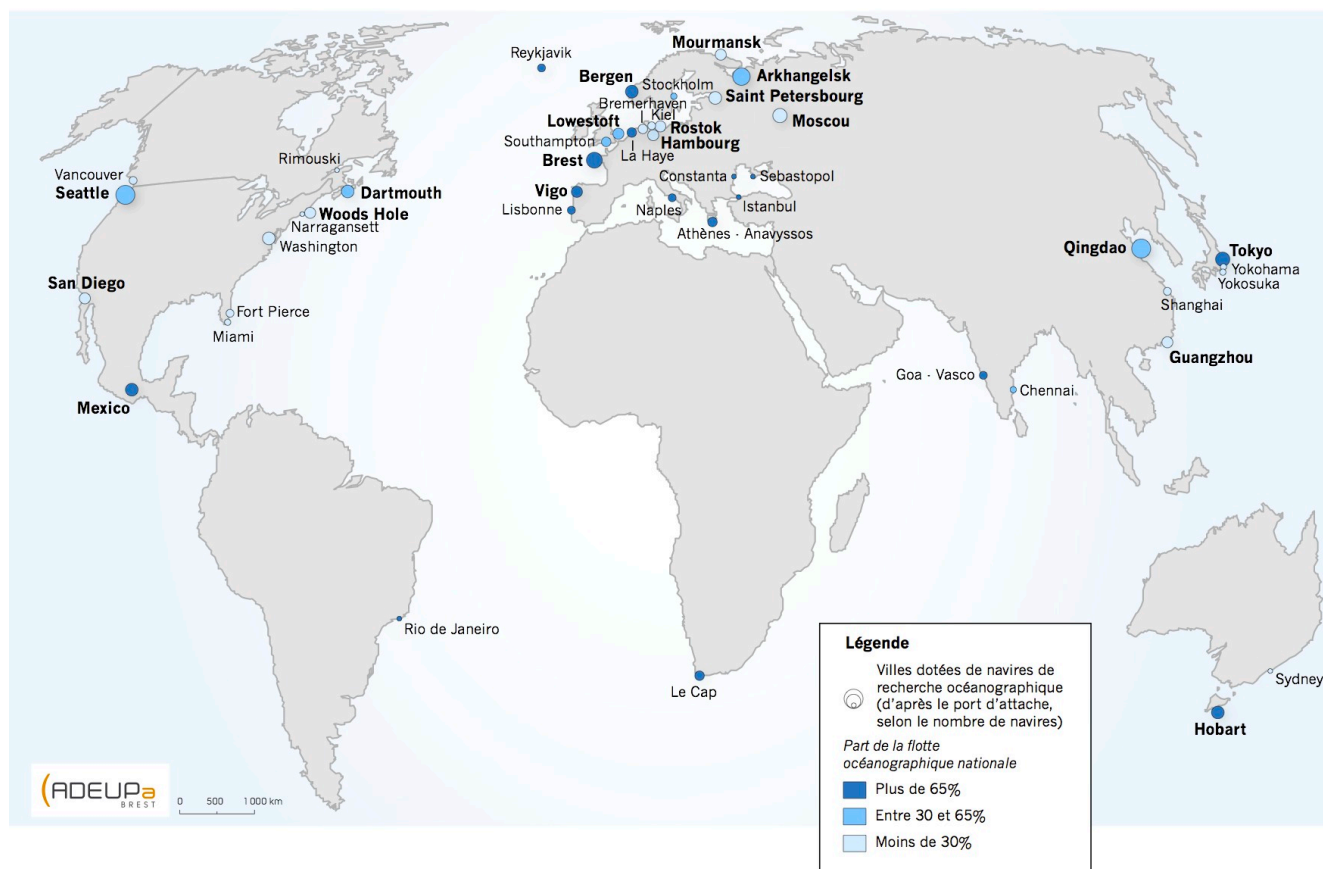 Reykjavik
Mourmansk
Bergen
Stockholm
Arkhangelsk
Saint Petersbourg
Bremerhaven
Kiel
Moscou
Lowestoft
Rostok
Southampton
Hambourg
Brest
La Haye
Rimouski
Vancouver
Seattle
Dartmouth
Vigo
Constanta
Sebastopol
Lisbonne
Naples
Istanbul
Woods Hole
Narragansett
Washington
Athènes - Anavyssos
Qingdao
Tokyo
Yokohama
Yokosuka
San Diego
Shanghai
Fort Pierce
Miami
Guangzhou
Goa - Vasco
Chennai
Mexico
Rio de Janeiro
Le Cap
Sydney
Hobart
Légende
Villes dotées de navires de
recherche océanographique
(d'après le port d'attache,
selon le nombre de navires)
Part de la flotte
océanographique nationale
Plus de 65%
Entre 30 et 65%
Moins de 30%
ADEUPa
BREST
0 500 1 000 km